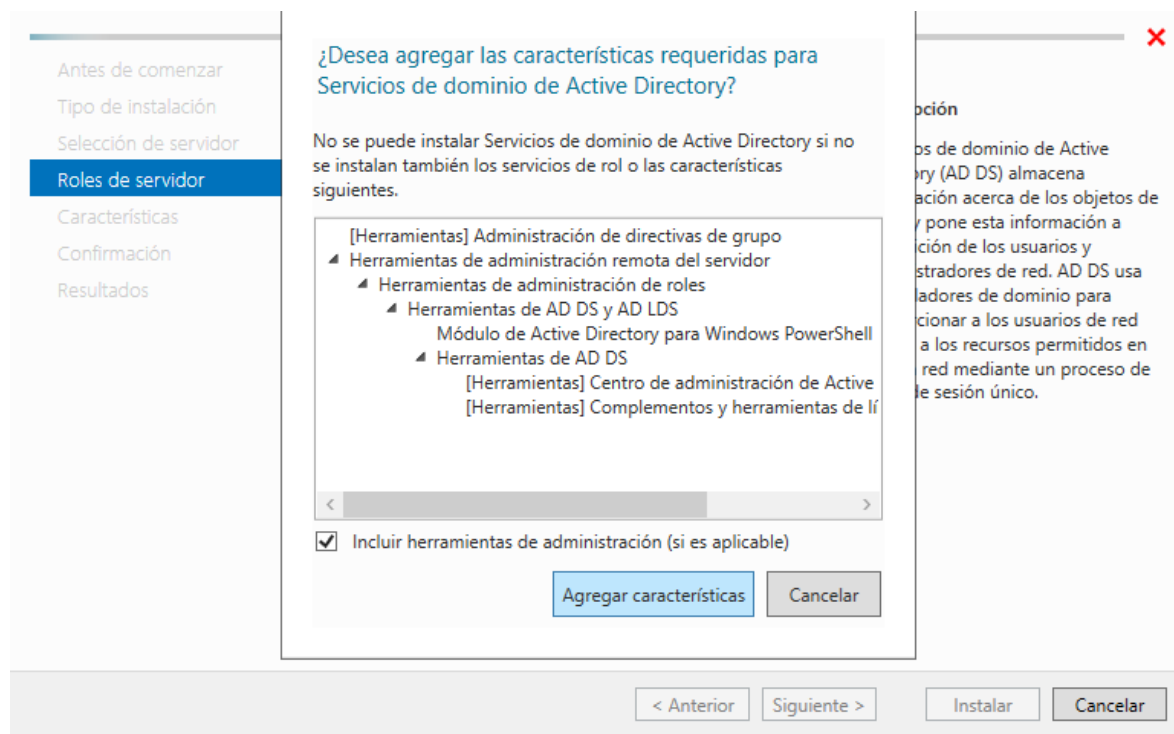 Antes de comenzar
Tipo de instalación
Selección de servidor
Roles de servidor
Características
Confirmación
Resultados
¿Desea agregar las características requeridas para
Servicios de dominio de Active Directory?
No se puede instalar Servicios de dominio de Active Directory si no
se instalan también los servicios de rol o las características
siguientes.
[Herramientas] Administración de directivas de grupo
Herramientas de administración remota del servidor
Herramientas de administración de roles
Herramientas de AD DS y AD LDS
Módulo de Active Directory para Windows PowerShell
Herramientas de AD DS
[Herramientas] Centro de administración de Active
[Herramientas] Complementos y herramientas de lí
Incluir herramientas de administración (si es aplicable)
Agregar características
Cancelar
pción
os de dominio de Active
ory (AD DS) almacena
ación acerca de los objetos de
y pone esta información a
ición de los usuarios y
istradores de red. AD DS usa
ladores de dominio para
rcionar a los usuarios de red
a los recursos permitidos en
red mediante un proceso de
de sesión único.
< Anterior
Siguiente >
Instalar
Cancelar